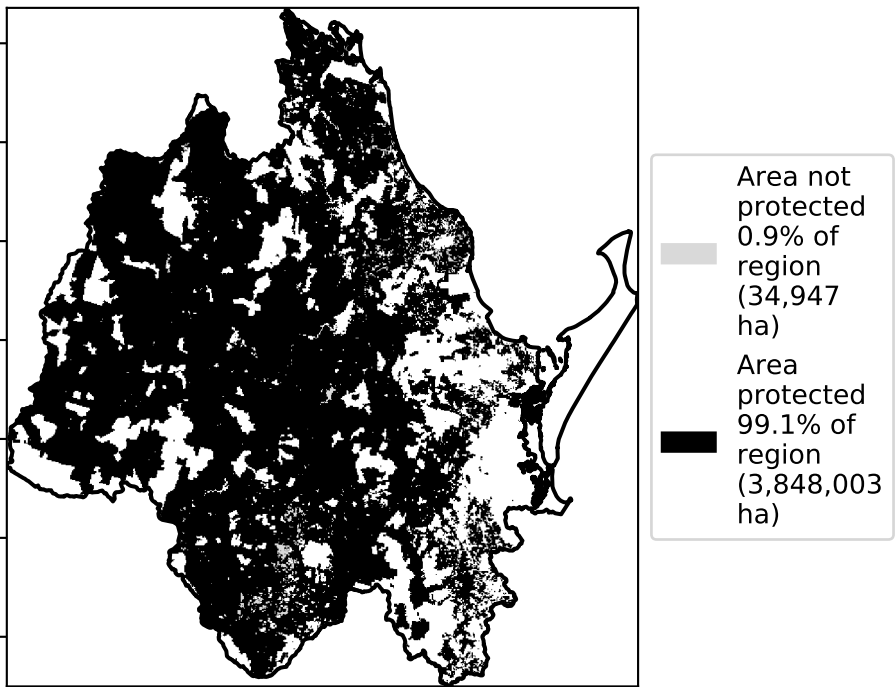 Area not
protected
0.9% of
region
(34,947
ha)
Area
protected
99.1% of
region
(3,848,003
ha)